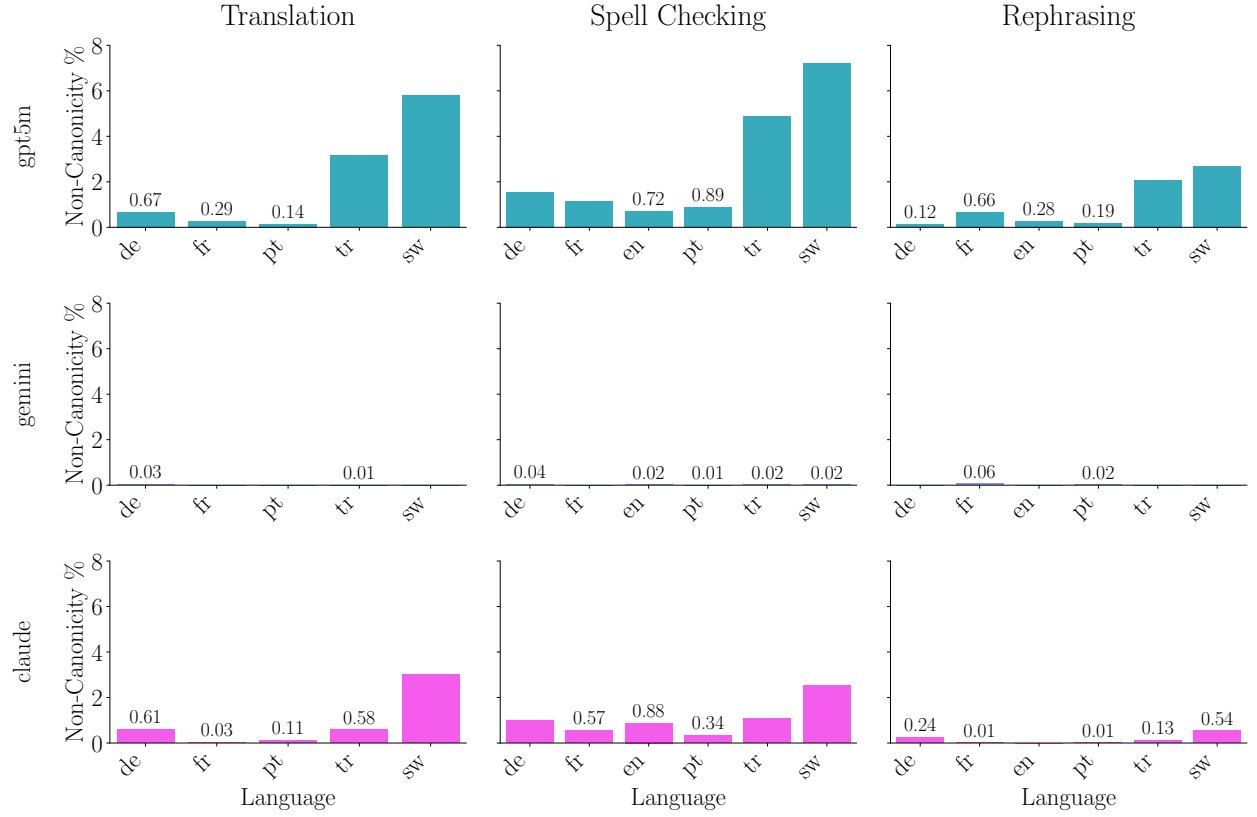 Translation
Spell Checking
Rephrasing
gpt5m
Non-Canonicity %
8
6
4
2
0
0.67
0.29
0.14
de
fr
pt
tr
sw
0.72
0.89
de
fr
en
pt
tr
sw
0.12
0.66
0.28
0.19
de
fr
en
pt
tr
sw
gemini
Non-Canonicity %
8
6
4
2
0
0.03
0.01
de
fr
pt
tr
sw
0.04
0.02
0.01
0.02
0.02
de
fr
en
pt
tr
sw
0.06
0.02
de
fr
en
pt
tr
sw
claude
Non-Canonicity %
8
6
4
2
0
0.61
0.03
0.11
0.58
de
fr
pt
tr
sw
Language
0.57
0.88
0.34
de
fr
en
pt
tr
sw
Language
0.24
0.01
0.01
0.13
0.54
de
fr
en
pt
tr
sw
Language